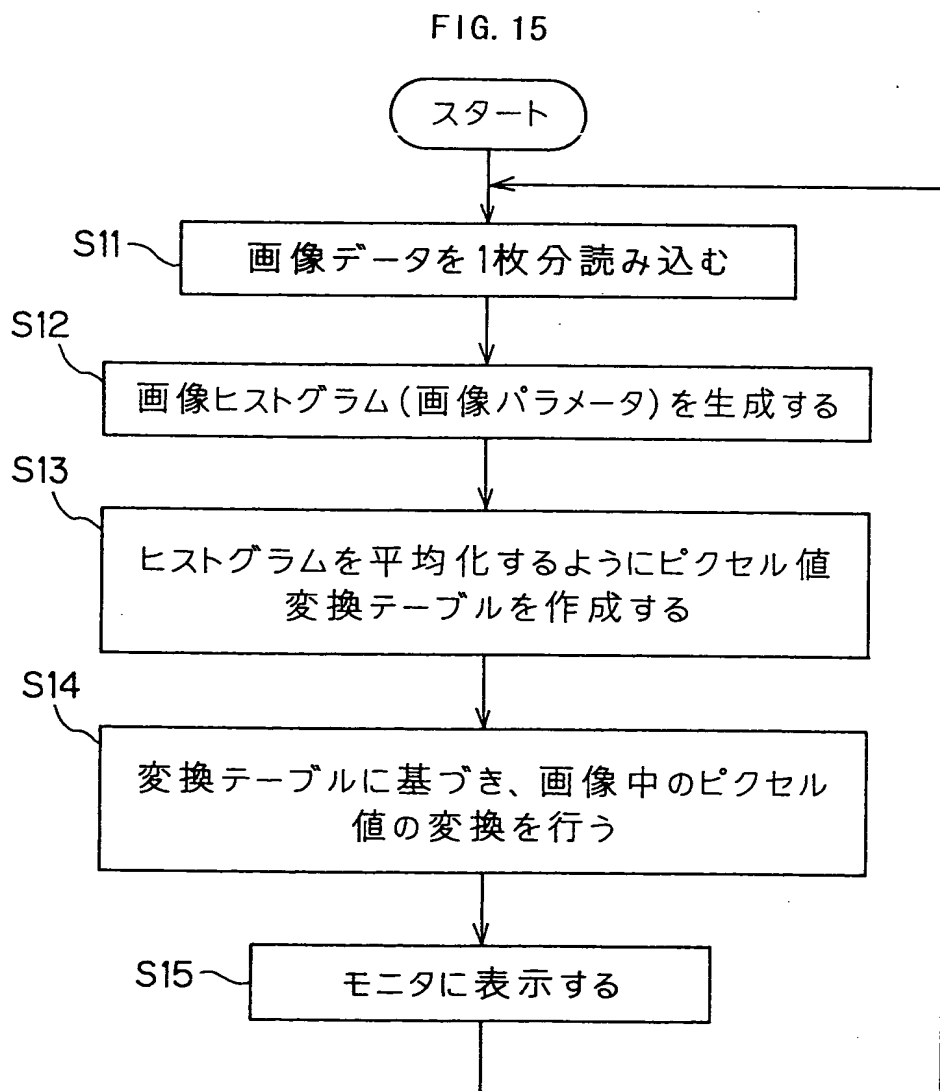 FIG. 15
スタート
S11
画像データを1枚分読み込む
S12
画像ヒストグラム(画像パラメータ)を生成する
S13
ヒストグラムを平均化するようにピクセル値
変換テーブルを作成する
S14
変換テーブルに基づき、画像中のピクセル
値の変換を行う
S15
モニタに表示する